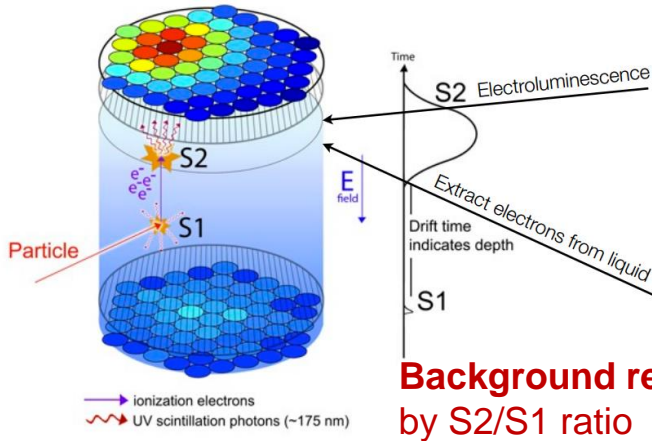 Time
S2
Electroluminescence
S2
e-
e-e-
e-e-
E
field
Extract electrons from liquid
S1
Drift time
indicates depth
Particle
S1
ionization electrons
UV scintillation photons (~175 nm)
Background re
by S2/S1 ratio